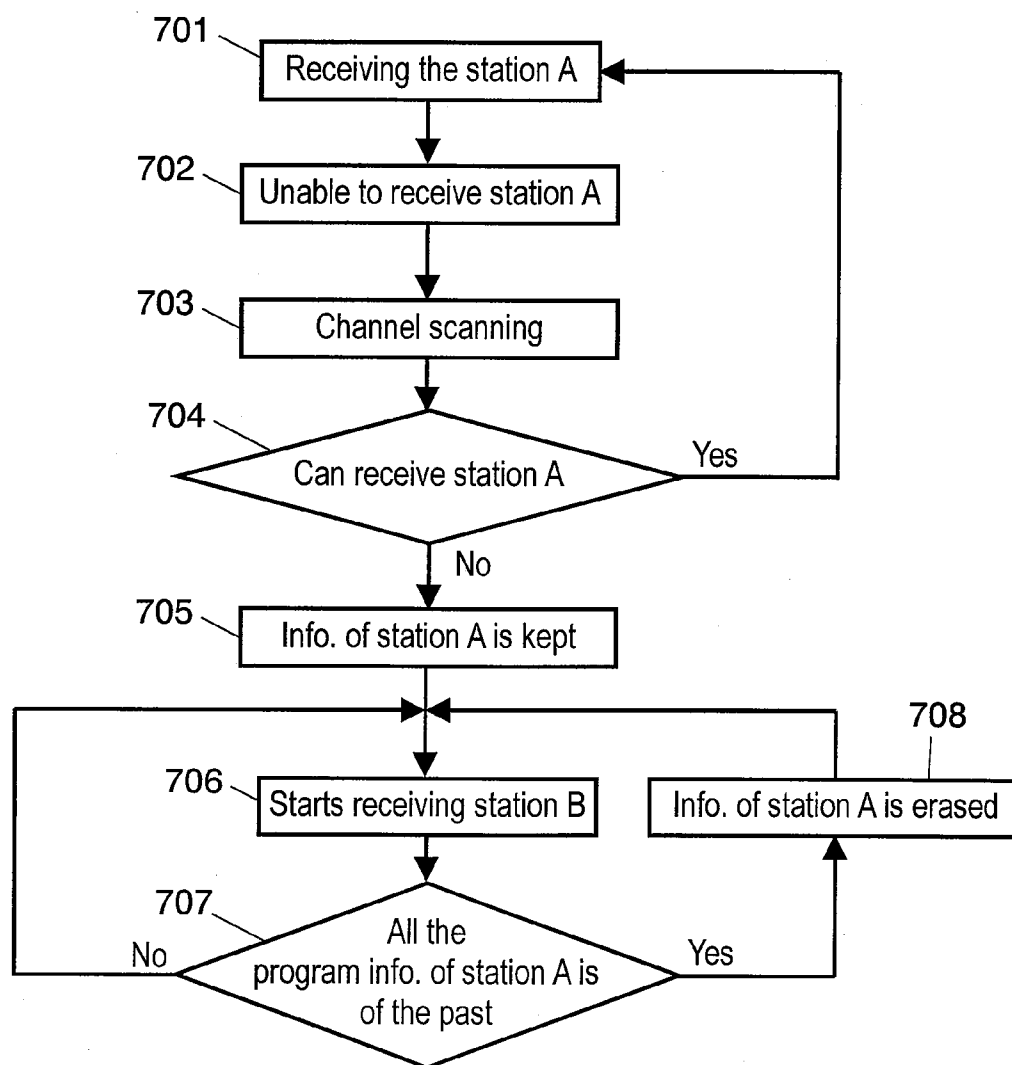 701
Receiving the station A
702
Unable to receive station A
703
Channel scanning
704
Can receive station A
Yes
No
705
Info. of station A is kept
708
706
Starts receiving station B
Info. of station A is erased
707
All the
program info. of station A is
of the past
No
Yes